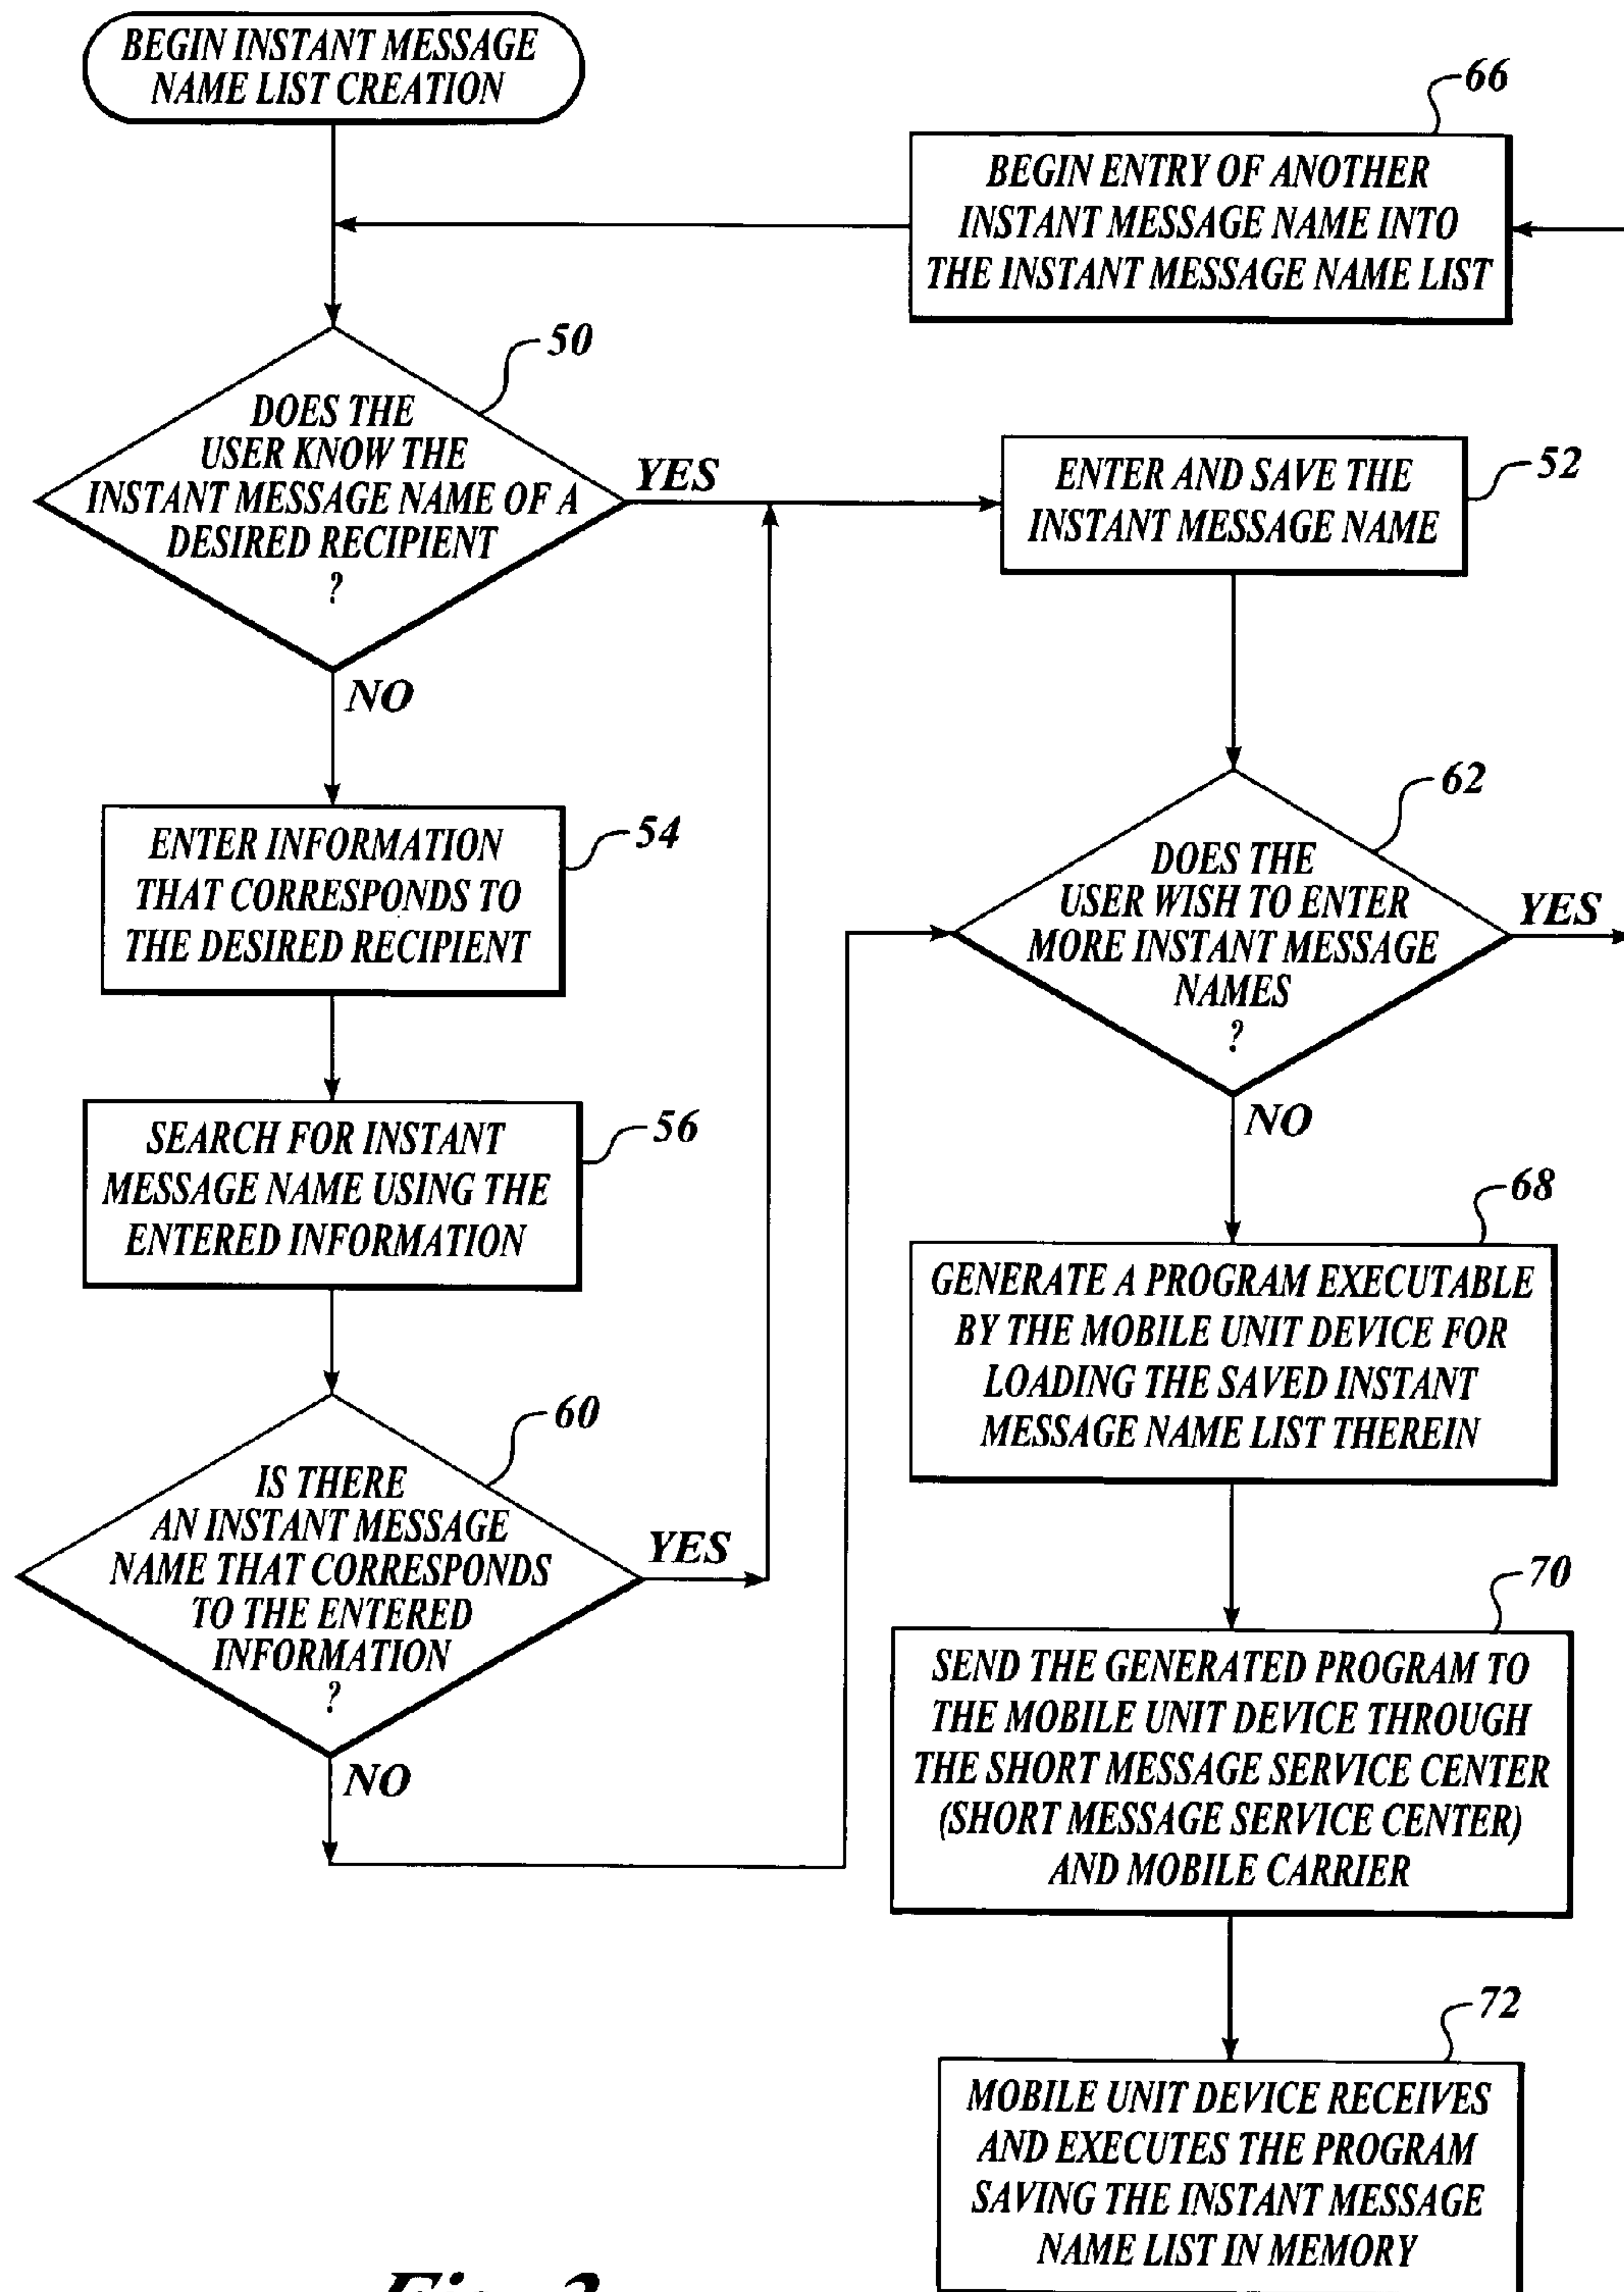 BEGIN INSTANT MESSAGE
NAME LIST CREATION
66
BEGIN ENTRY OF ANOTHER
INSTANT MESSAGE NAME INTO
THE INSTANT MESSAGE NAME LIST
50
DOES THE
USER KNOW THE
INSTANT MESSAGE NAME OF A
DESIRED RECIPIENT
?
YES
NO
52
ENTER AND SAVE THE
INSTANT MESSAGE NAME
54
ENTER INFORMATION
THAT CORRESPONDS TO
THE DESIRED RECIPIENT
62
DOES THE
USER WISH TO ENTER
MORE INSTANT MESSAGE
NAMES
?
YES
NO
56
SEARCH FOR INSTANT
MESSAGE NAME USING THE
ENTERED INFORMATION
60
IS THERE
AN INSTANT MESSAGE
NAME THAT CORRESPONDS
TO THE ENTERED
INFORMATION
?
YES
NO
68
GENERATE A PROGRAM EXECUTABLE
BY THE MOBILE UNIT DEVICE FOR
LOADING THE SAVED INSTANT
MESSAGE NAME LIST THEREIN
70
SEND THE GENERATED PROGRAM TO
THE MOBILE UNIT DEVICE THROUGH
THE SHORT MESSAGE SERVICE CENTER
(SHORT MESSAGE SERVICE CENTER)
AND MOBILE CARRIER
72
MOBILE UNIT DEVICE RECEIVES
AND EXECUTES THE PROGRAM
SAVING THE INSTANT MESSAGE
NAME LIST IN MEMORY